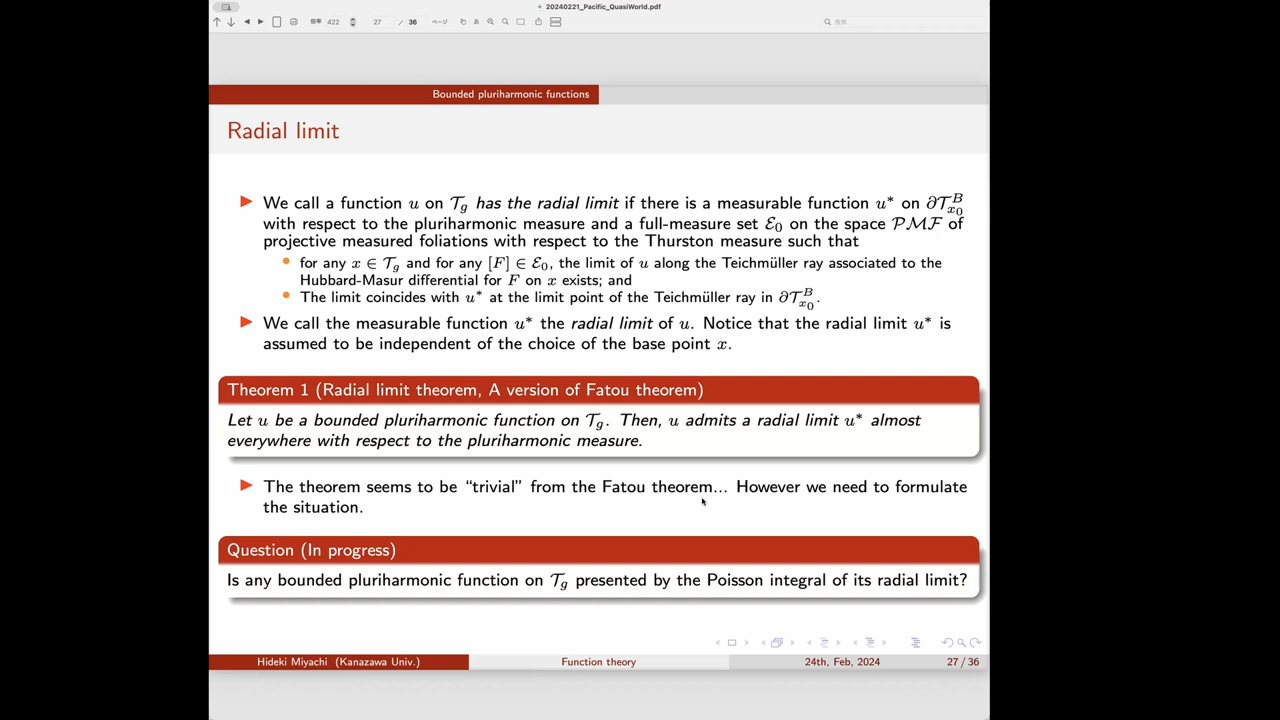 20240221_Pacific_QuasiWorld.pdf
倍率 422 27 / 36 ページ 検索
Bounded pluriharmonic functions
Radial limit
We call a function u on 𝒯_g has the radial limit if there is a measurable function u* on ∂𝒯^B_{x_0}
with respect to the pluriharmonic measure and a full-measure set ℰ_0 on the space 𝒫ℳℱ of
projective measured foliations with respect to the Thurston measure such that
for any x ∈ 𝒯_g and for any [F] ∈ ℰ_0, the limit of u along the Teichmüller ray associated to the
Hubbard-Masur differential for F on x exists; and
The limit coincides with u* at the limit point of the Teichmüller ray in ∂𝒯^B_{x_0}.
We call the measurable function u* the radial limit of u. Notice that the radial limit u* is
assumed to be independent of the choice of the base point x.
Theorem 1 (Radial limit theorem, A version of Fatou theorem)
Let u be a bounded pluriharmonic function on 𝒯_g. Then, u admits a radial limit u* almost
everywhere with respect to the pluriharmonic measure.
The theorem seems to be “trivial” from the Fatou theorem... However we need to formulate
the situation.
Question (In progress)
Is any bounded pluriharmonic function on 𝒯_g presented by the Poisson integral of its radial limit?
Hideki Miyachi (Kanazawa Univ.) Function theory 24th, Feb, 2024 27 / 36